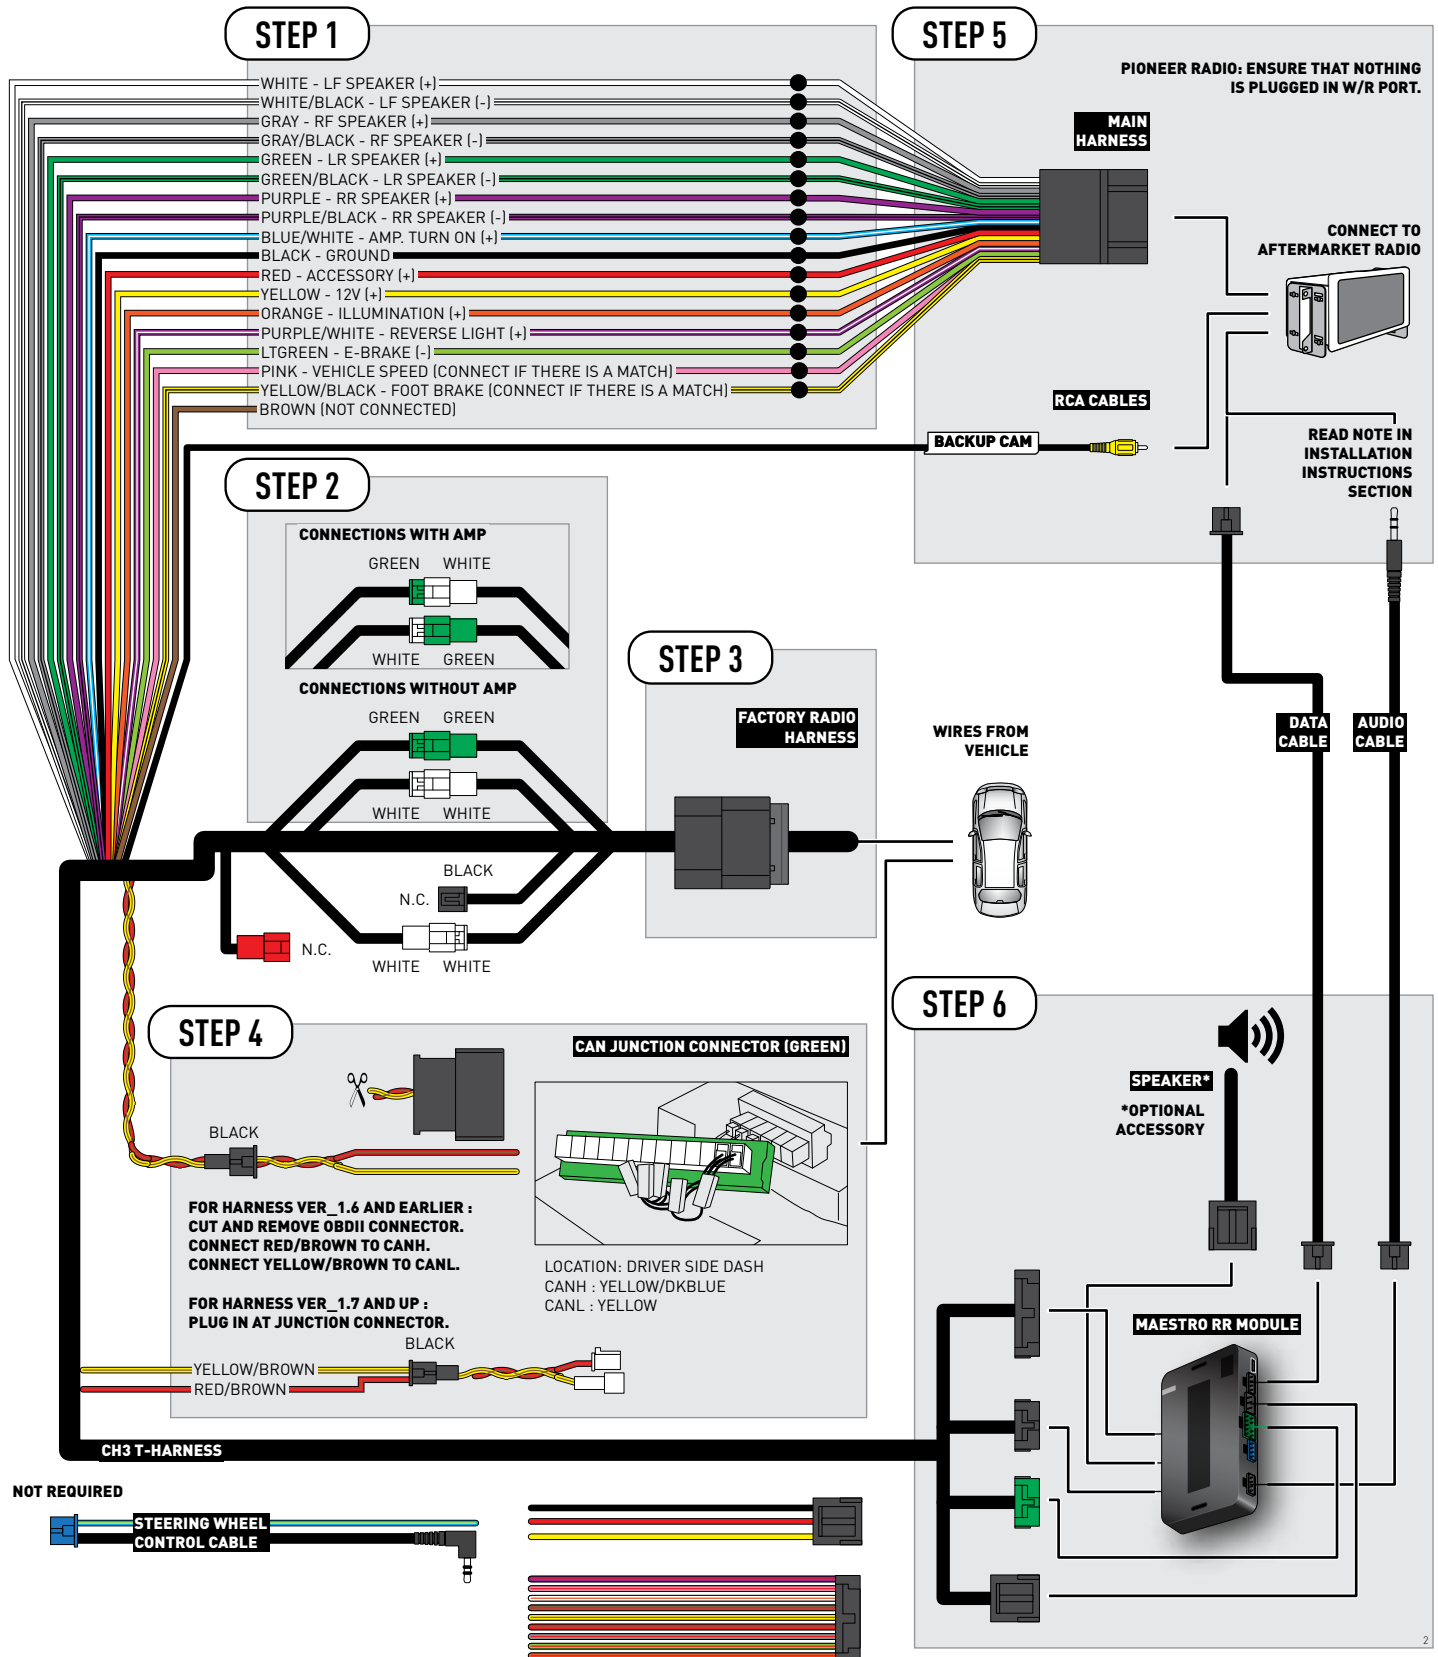 STEP 1
WHITE - LF SPEAKER (+)
WHITE/BLACK - LF SPEAKER (-)
GRAY - RF SPEAKER (+)
GRAY/BLACK - RF SPEAKER (-)
GREEN - LR SPEAKER (+)
GREEN/BLACK - LR SPEAKER (-)
PURPLE - RR SPEAKER (+)
PURPLE/BLACK - RR SPEAKER (-)
BLUE/WHITE - AMP. TURN ON (+)
BLACK - GROUND
RED - ACCESSORY (+)
YELLOW - 12V (+)
ORANGE - ILLUMINATION (+)
PURPLE/WHITE - REVERSE LIGHT (+)
LTGREEN - E-BRAKE (-)
PINK - VEHICLE SPEED (CONNECT IF THERE IS A MATCH)
YELLOW/BLACK - FOOT BRAKE (CONNECT IF THERE IS A MATCH)
BROWN (NOT CONNECTED)
STEP 5
PIONEER RADIO: ENSURE THAT NOTHING
IS PLUGGED IN W/R PORT.
MAIN
HARNESS
CONNECT TO
AFTERMARKET RADIO
RCA CABLES
BACKUP CAM
READ NOTE IN
INSTALLATION
INSTRUCTIONS
SECTION
STEP 2
CONNECTIONS WITH AMP
GREEN WHITE
WHITE GREEN
CONNECTIONS WITHOUT AMP
GREEN GREEN
WHITE WHITE
BLACK
N.C.
N.C.
WHITE WHITE
STEP 3
FACTORY RADIO
HARNESS
WIRES FROM
VEHICLE
DATA
CABLE
AUDIO
CABLE
STEP 4
CAN JUNCTION CONNECTOR (GREEN)
BLACK
FOR HARNESS VER_1.6 AND EARLIER :
CUT AND REMOVE OBDII CONNECTOR.
CONNECT RED/BROWN TO CANH.
CONNECT YELLOW/BROWN TO CANL.
FOR HARNESS VER_1.7 AND UP :
PLUG IN AT JUNCTION CONNECTOR.
LOCATION: DRIVER SIDE DASH
CANH : YELLOW/DKBLUE
CANL : YELLOW
BLACK
YELLOW/BROWN
RED/BROWN
STEP 6
SPEAKER*
*OPTIONAL
ACCESSORY
MAESTRO RR MODULE
CH3 T-HARNESS
NOT REQUIRED
STEERING WHEEL
CONTROL CABLE
2